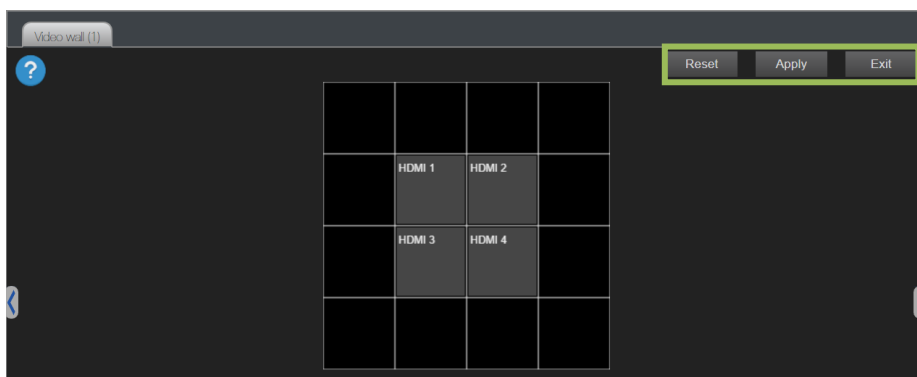 Video wall (1)
?
Reset Apply Exit
HDMI 1 HDMI 2
HDMI 3 HDMI 4